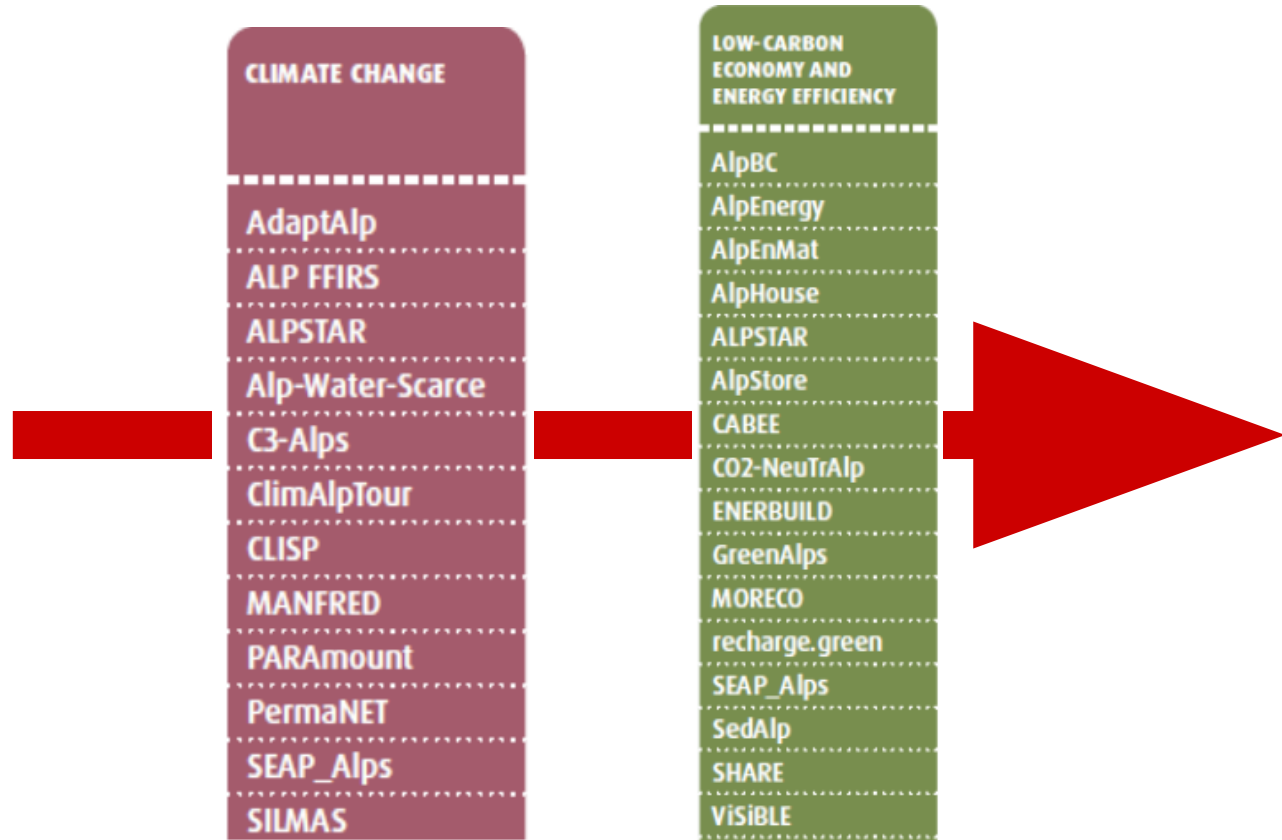 CLIMATE CHANGE
AdaptAlp
ALP FFIRS
ALPSTAR
Alp-Water-Scarce
C3-Alps
ClimAlpTour
CLISP
MANFRED
PARAmount
PermaNET
SEAP_Alps
SILMAS
LOW-CARBON
ECONOMY AND
ENERGY EFFICIENCY
AlpBC
AlpEnergy
AlpEnMat
AlpHouse
ALPSTAR
AlpStore
CABEE
CO2-NeuTrAlp
ENERBUILD
GreenAlps
MORECO
recharge.green
SEAP_Alps
SedAlp
SHARE
ViSiBLE